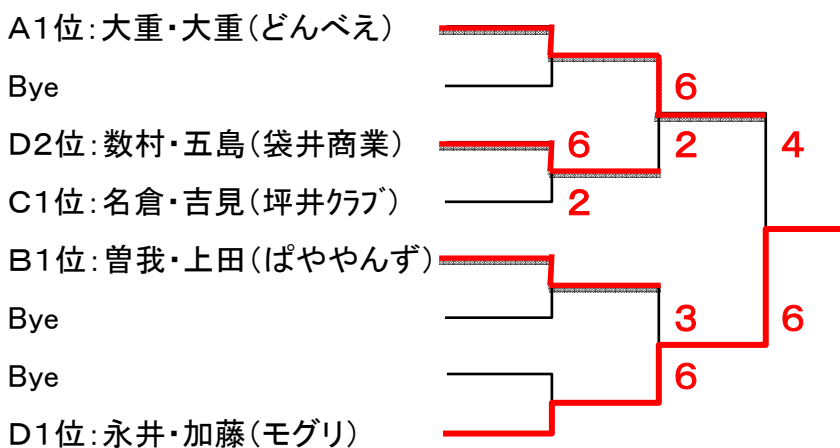 A1位:大重・大重(どんべえ)
Bye
6
D2位:数村・五島(袋井商業)
6
2
4
C1位:名倉・吉見(坪井クラブ)
2
B1位:曽我・上田(ぱややんず)
Bye
3
6
Bye
6
D1位:永井・加藤(モグリ)